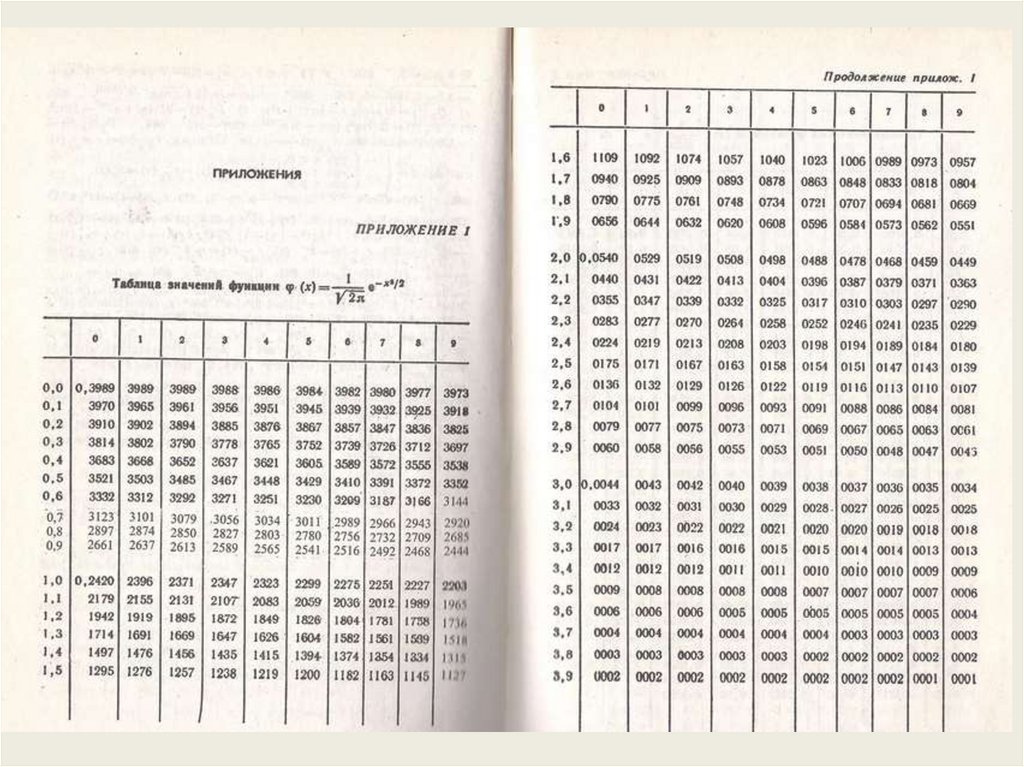 ПРИЛОЖЕНИЯ
ПРИЛОЖЕНИЕ 1
Таблица значений функции φ (x) = 1/√2π e^−x²/2
0 1 2 3 4 5 6 7 8 9
0,0 0,3989 3989 3989 3988 3986 3984 3982 3980 3977 3973
0,1 3970 3965 3961 3956 3951 3945 3939 3932 3925 3918
0,2 3910 3902 3894 3885 3876 3867 3857 3847 3836 3825
0,3 3814 3802 3790 3778 3765 3752 3739 3726 3712 3697
0,4 3683 3668 3652 2637 3621 3605 3589 3572 3555 3538
0,5 3521 3503 3485 3467 3448 3429 3410 3391 3372 3352
0,6 3332 3312 3292 3271 3251 3230 3209 3187 3166 3144
0,7 3123 3101 3079 3056 3034 3011 2989 2966 2943 2920
0,8 2897 2874 2850 2827 2803 2780 2756 2732 2709 2685
0,9 2661 2637 2613 2589 2565 2541 2516 2492 2468 2444
1,0 0,2420 2396 2371 2347 2323 2299 2275 2251 2227 2203
1,1 2179 2155 2131 2107 2083 2059 2036 2012 1989 1965
1,2 1942 1919 1895 1872 1849 1826 1804 1781 1758 1736
1,3 1714 1691 1669 1647 1626 1604 1582 1561 1539 1518
1,4 1497 1476 1456 1435 1415 1394 1374 1354 1334 1315
1,5 1295 1276 1257 1238 1219 1200 1182 1163 1145 1127
Продолжение прилож. 1
0 1 2 3 4 5 6 7 8 9
1,6 1109 1092 1074 1057 1040 1023 1006 0989 0973 0957
1,7 0940 0925 0909 0893 0878 0863 0848 0833 0818 0804
1,8 0790 0775 0761 0748 0734 0721 0707 0694 0681 0669
1,9 0656 0644 0632 0620 0608 0596 0584 0573 0562 0551
2,0 0,0540 0529 0519 0508 0498 0488 0478 0468 0459 0449
2,1 0440 0431 0422 0413 0404 0396 0387 0379 0371 0363
2,2 0355 0347 0339 0332 0325 0317 0310 0303 0297 0290
2,3 0283 0277 0270 0264 0258 0252 0246 0241 0235 0229
2,4 0224 0219 0213 0208 0203 0198 0194 0189 0184 0180
2,5 0175 0171 0167 0163 0158 0154 0151 0147 0143 0139
2,6 0136 0132 0129 0126 0122 0119 0116 0113 0110 0107
2,7 0104 0101 0099 0096 0093 0091 0088 0086 0084 0081
2,8 0079 0077 0075 0073 0071 0069 0067 0065 0063 0061
2,9 0060 0058 0056 0055 0053 0051 0050 0048 0047 0043
3,0 0,0044 0043 0042 0040 0039 0038 0037 0036 0035 0034
3,1 0033 0032 0031 0030 0029 0028 0027 0026 0025 0025
3,2 0024 0023 0022 0022 0021 0020 0020 0019 0018 0018
3,3 0017 0017 0016 0016 0015 0015 0014 0014 0013 0013
3,4 0012 0012 0012 0011 0011 0010 0010 0010 0009 0009
3,5 0009 0008 0008 0008 0008 0007 0007 0007 0007 0006
3,6 0006 0006 0006 0005 0005 0005 0005 0005 0005 0004
3,7 0004 0004 0004 0004 0004 0004 0003 0003 0003 0003
3,8 0003 0003 0003 0003 0003 0002 0002 0002 0002 0002
3,9 0002 0002 0002 0002 0002 0002 0002 0002 0001 0001